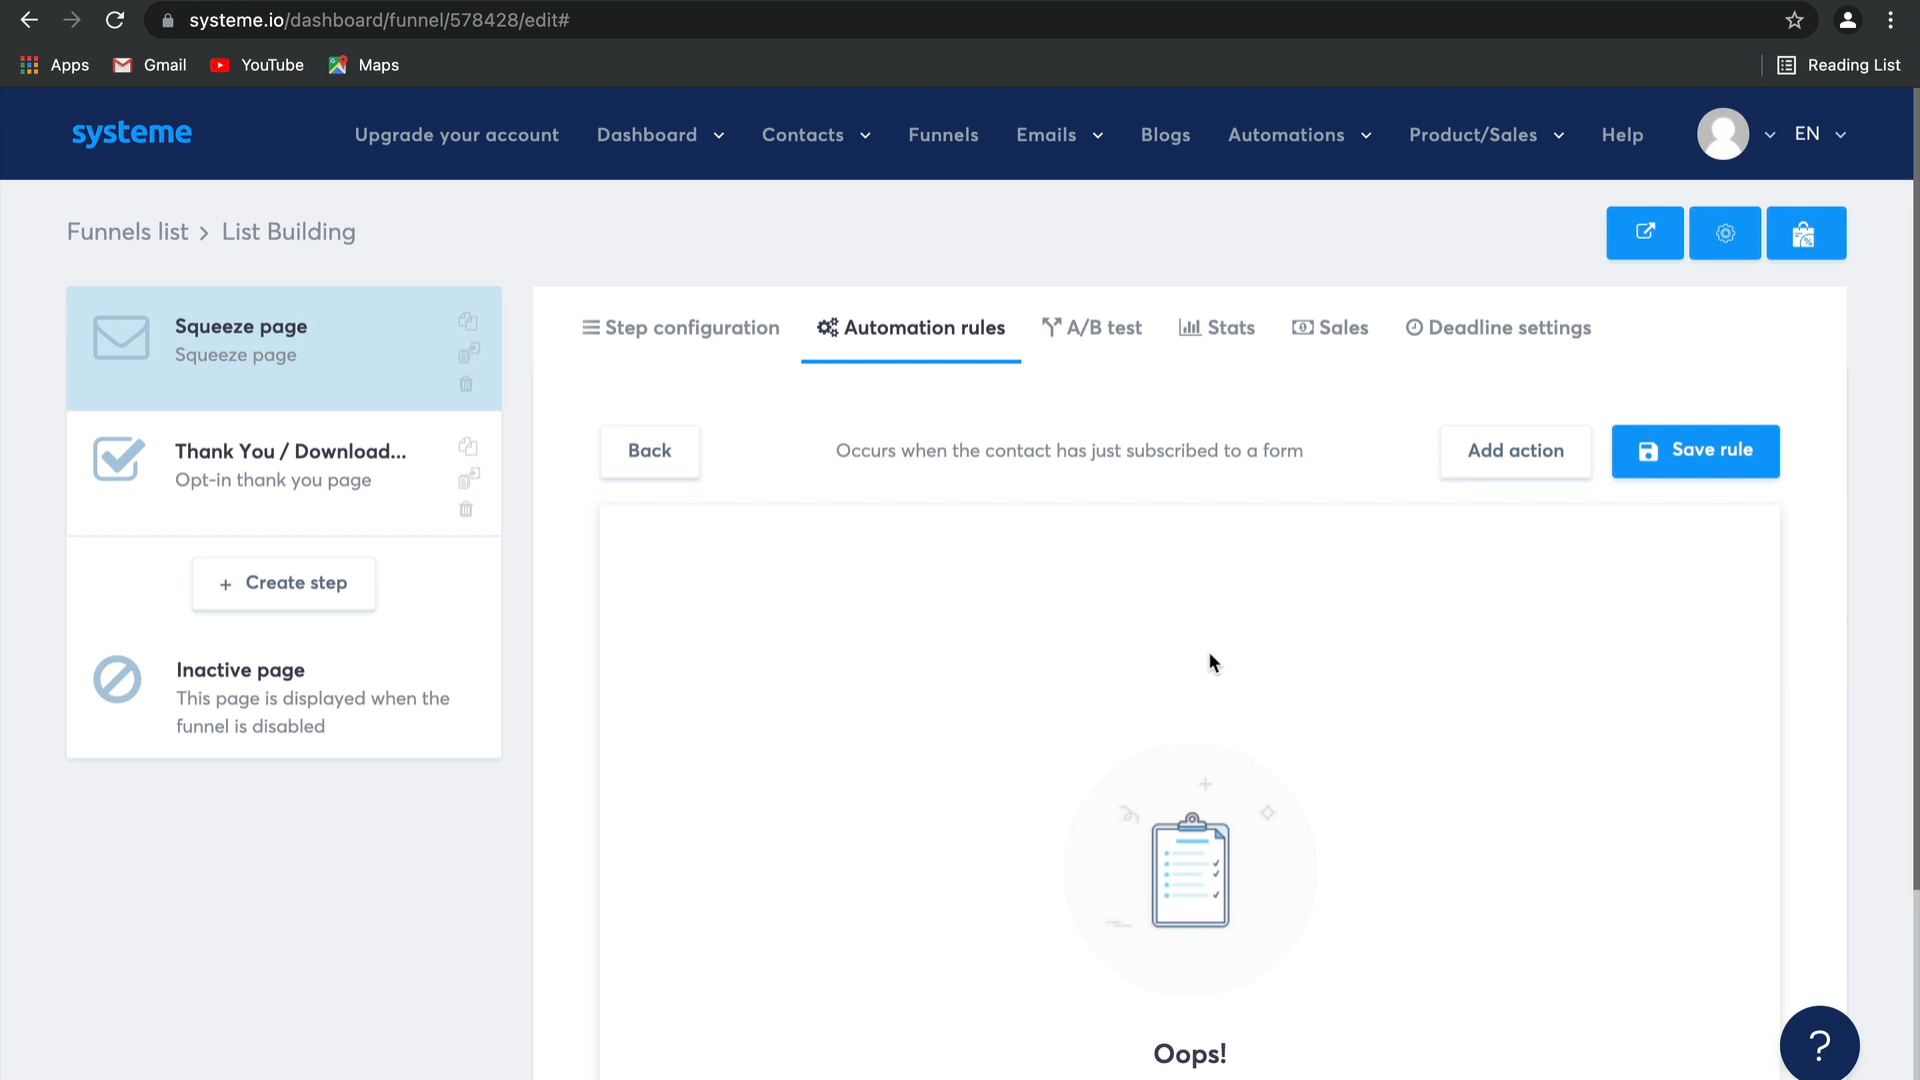 systeme.io/dashboard/funnel/578428/edit#
Apps
Gmail
YouTube
Maps
Reading List
systeme
Upgrade your account
Dashboard
Contacts
Funnels
Emails
Blogs
Automations
Product/Sales
Help
EN
Funnels list > List Building
Squeeze page
Squeeze page
Thank You / Download...
Opt-in thank you page
+ Create step
Inactive page
This page is displayed when the
funnel is disabled
Step configuration
Automation rules
A/B test
Stats
Sales
Deadline settings
Back
Occurs when the contact has just subscribed to a form
Add action
Save rule
Oops!
?